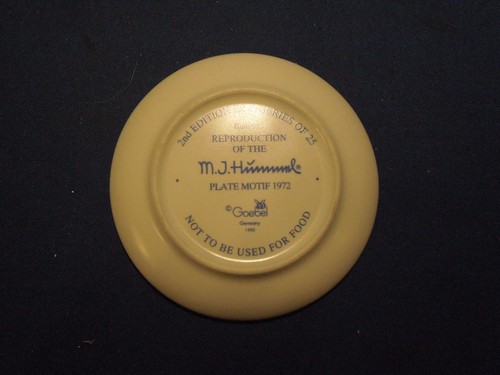 2nd EDITION SERIES OF 25
REPRODUCTION
OF THE
M.J.Hummel®
PLATE MOTIF 1972
© Goebel
Germany
NOT TO BE USED FOR FOOD